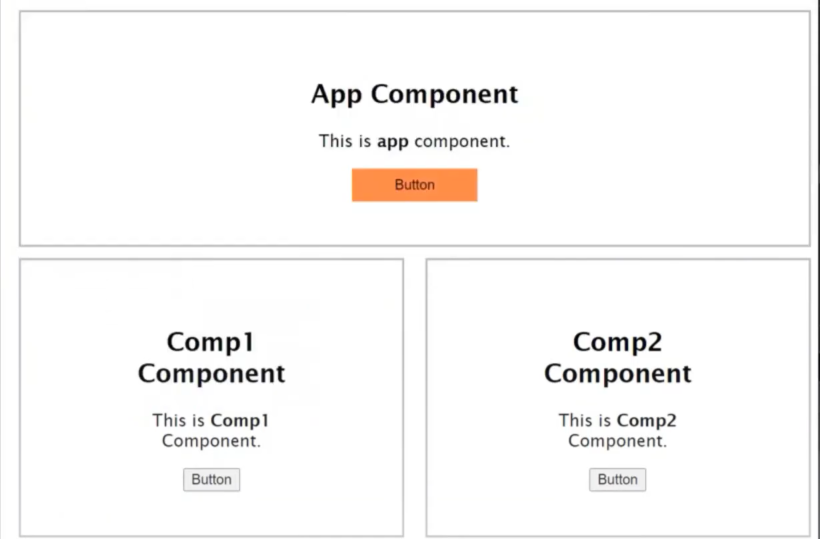 App Component
This is app component.
Button
Comp1
Component
This is Comp1
Component.
Button
Comp2
Component
This is Comp2
Component.
Button